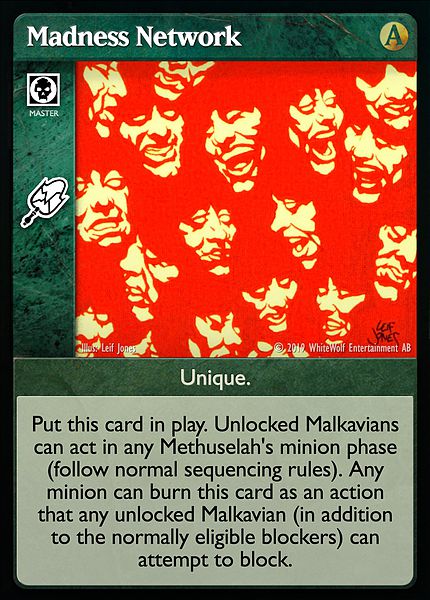 Madness Network
A
MASTER
LEIF
JONES
Illus: Leif Jones
© 2019 WhiteWolf Entertainment AB
Unique.
Put this card in play. Unlocked Malkavians
can act in any Methuselah's minion phase
(follow normal sequencing rules). Any
minion can burn this card as an action
that any unlocked Malkavian (in addition
to the normally eligible blockers) can
attempt to block.